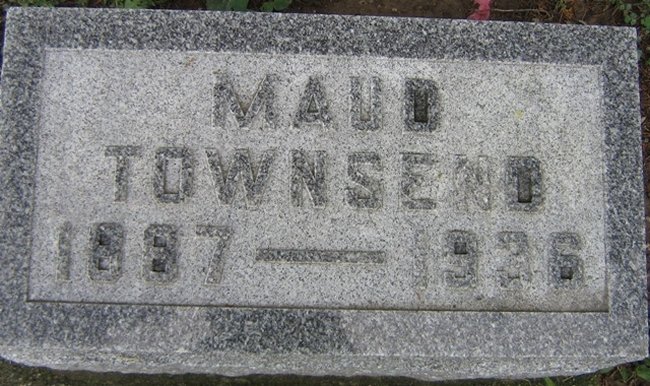 MAUD
TOWNSEND
1887 — 1936